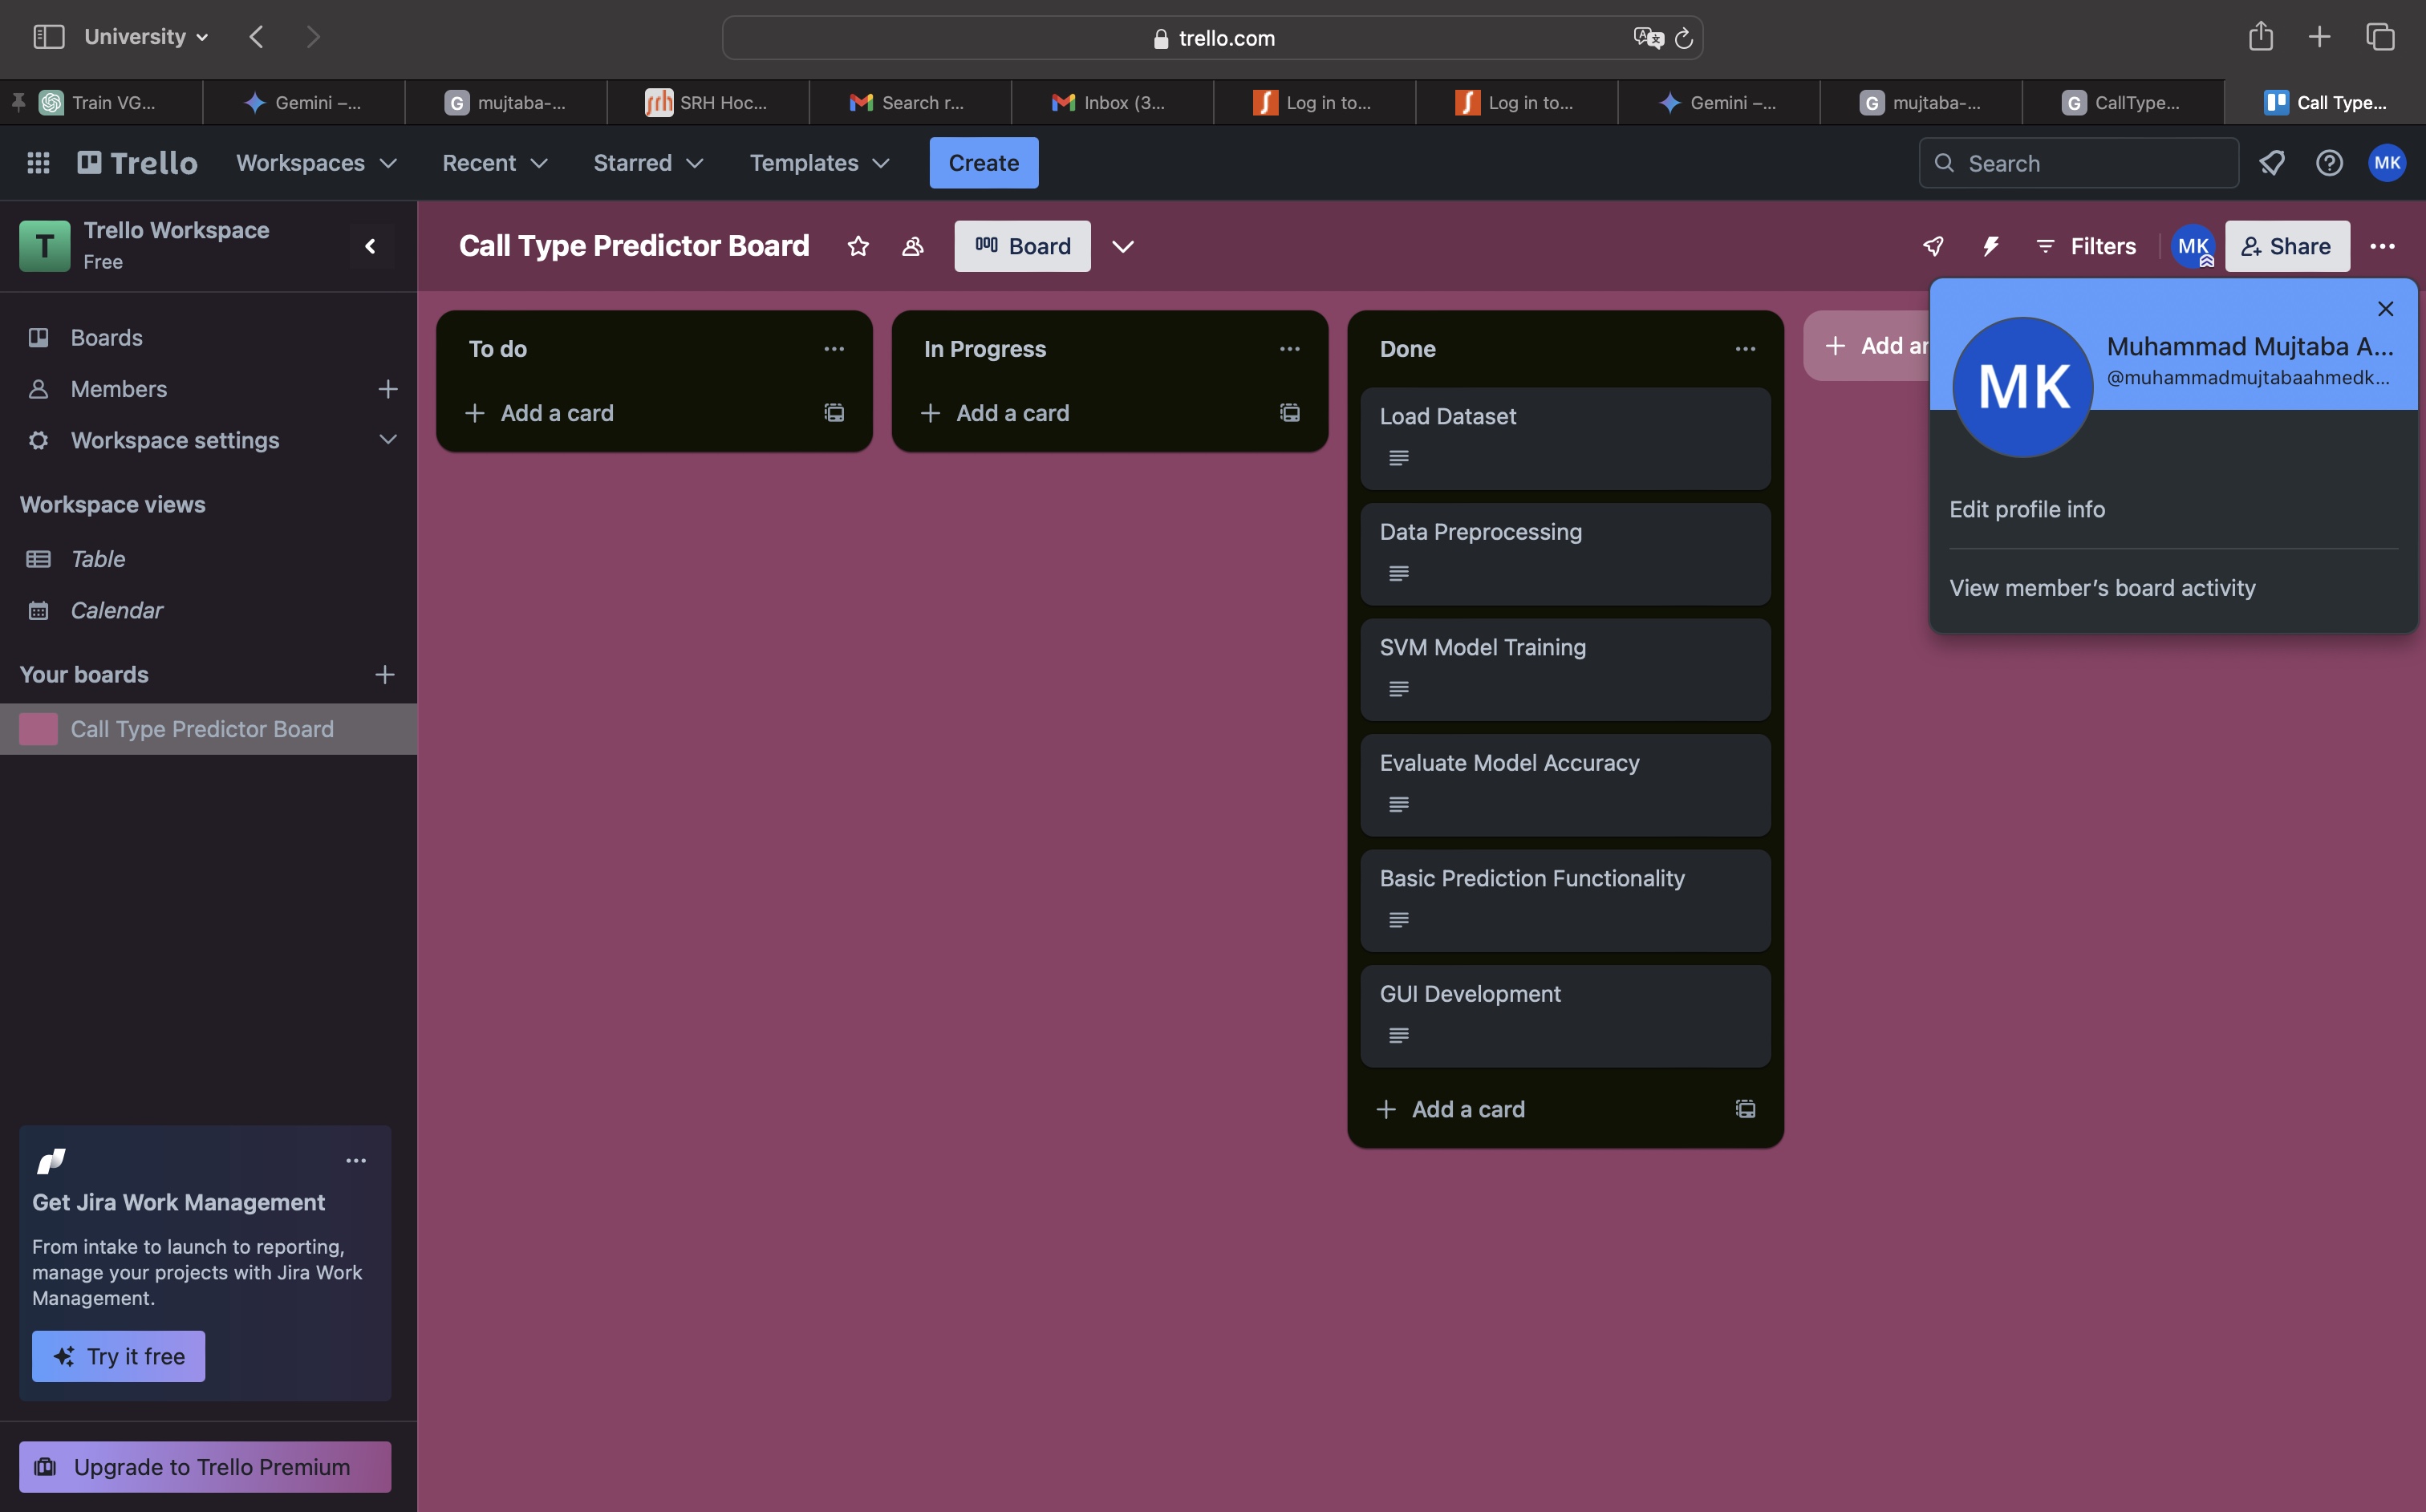 University
trello.com
Train VG...
Gemini –...
mujtaba-...
SRH Hoc...
Search r...
Inbox (3...
Log in to...
Log in to...
Gemini –...
mujtaba-...
CallType...
Call Type...
Trello
Workspaces
Recent
Starred
Templates
Create
Search
MK
T
Trello Workspace
Free
Call Type Predictor Board
Board
Filters
MK
Share
Boards
Members
Workspace settings
Workspace views
Table
Calendar
Your boards
Call Type Predictor Board
Get Jira Work Management
From intake to launch to reporting,
manage your projects with Jira Work
Management.
Try it free
Upgrade to Trello Premium
To do
Add a card
In Progress
Add a card
Done
Load Dataset
Data Preprocessing
SVM Model Training
Evaluate Model Accuracy
Basic Prediction Functionality
GUI Development
Add a card
Add ar
MK
Muhammad Mujtaba A...
@muhammadmujtabaahmedk...
Edit profile info
View member's board activity